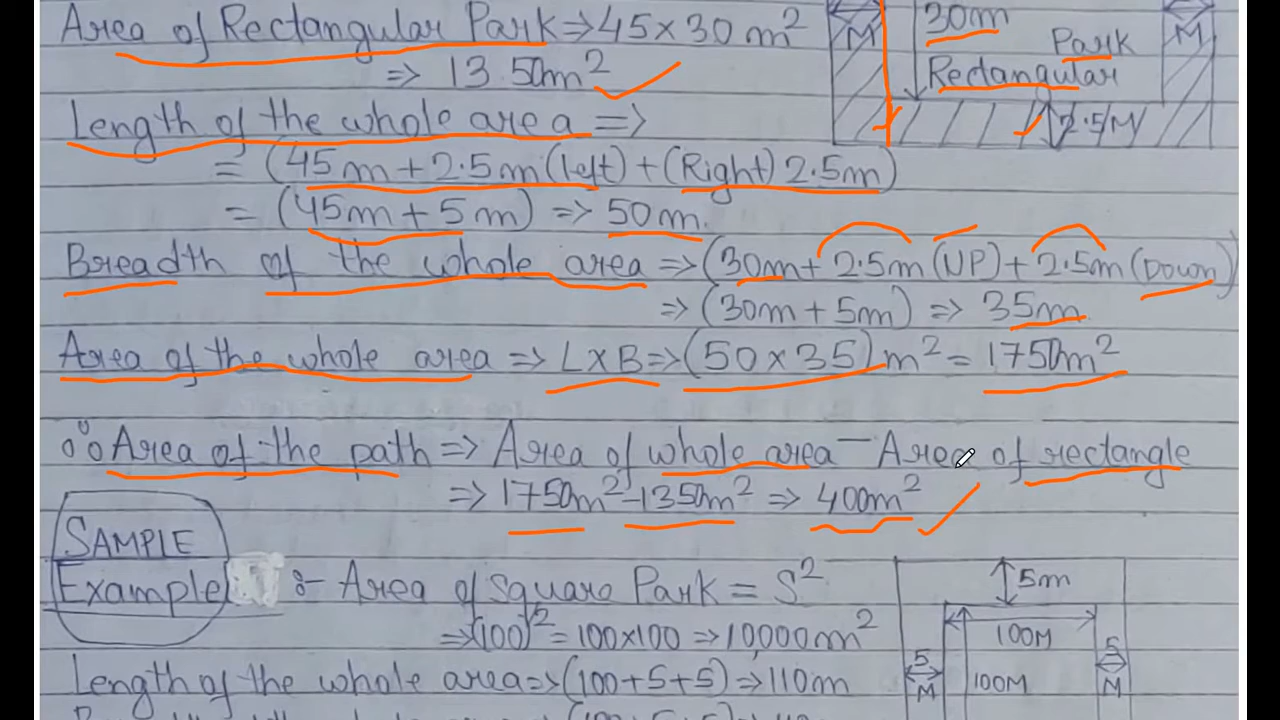 Area of Rectangular Park ⇒ 45×30 m²
⇒ 1350m²
Length of the whole area ⇒
= (45m + 2.5m (left) + (Right) 2.5m)
= (45m + 5m) ⇒ 50m.
Breadth of the whole area ⇒ (30m + 2.5m (UP) + 2.5m (Down))
⇒ (30m + 5m) ⇒ 35m
Area of the whole area ⇒ L×B ⇒ (50×35)m² = 1750m²
∴ Area of the path ⇒ Area of whole area – Area of rectangle
⇒ 1750m² - 1350m² ⇒ 400m²
SAMPLE
Example :- Area of Square Park = S²
⇒ (100)² = 100×100 ⇒ 10,000m²
Length of the whole area ⇒ (100+5+5) ⇒ 110m
M
30m
Park
M
Rectangular
2.5M
5m
100M
5
M
100M
5
M